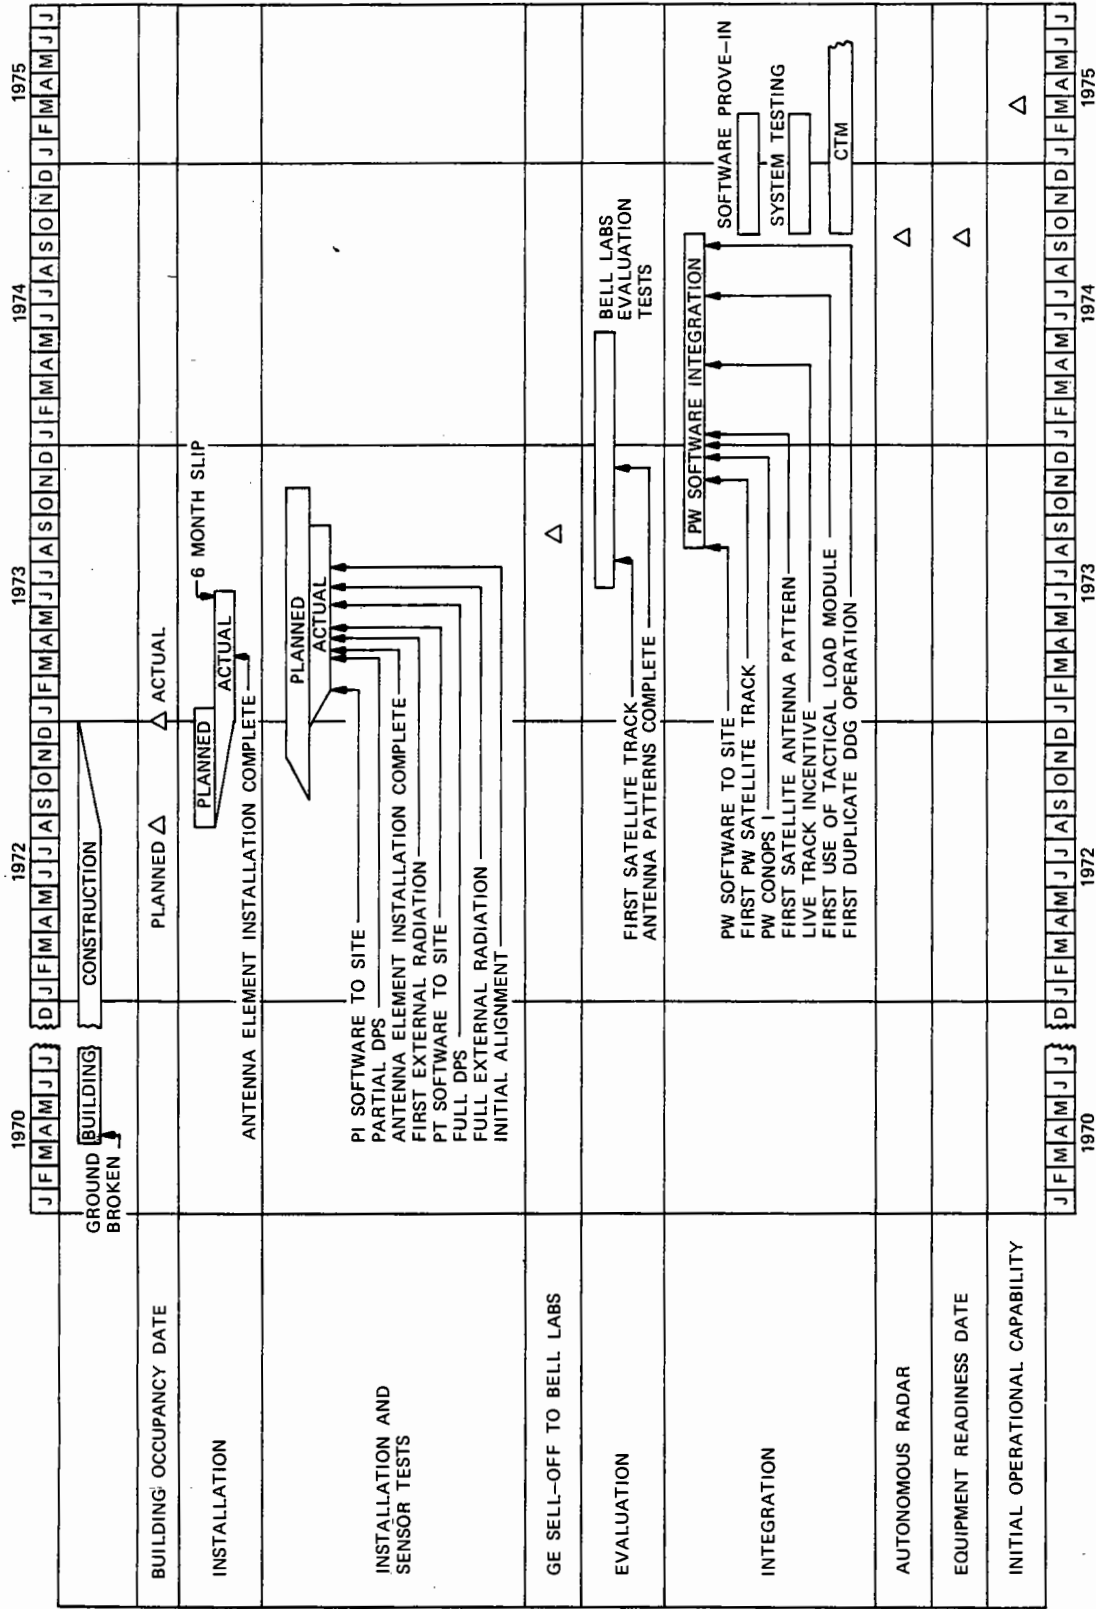 1970 1972 1973 1974 1975
J F M A M J J D J F M A M J J A S O N D J F M A M J J A S O N D J F M A M J J A S O N D J F M A M J J
GROUND
BROKEN
BUILDING
CONSTRUCTION
BUILDING OCCUPANCY DATE
PLANNED △
△ ACTUAL
INSTALLATION
PLANNED
ACTUAL
6 MONTH SLIP
ANTENNA ELEMENT INSTALLATION COMPLETE
INSTALLATION AND
SENSOR TESTS
PLANNED
ACTUAL
PI SOFTWARE TO SITE
PARTIAL DPS
ANTENNA ELEMENT INSTALLATION COMPLETE
FIRST EXTERNAL RADIATION
PT SOFTWARE TO SITE
FULL DPS
FULL EXTERNAL RADIATION
INITIAL ALIGNMENT
GE SELL-OFF TO BELL LABS
△
EVALUATION
BELL LABS
EVALUATION
TESTS
FIRST SATELLITE TRACK
ANTENNA PATTERNS COMPLETE
INTEGRATION
PW SOFTWARE INTEGRATION
SOFTWARE PROVE-IN
SYSTEM TESTING
CTM
PW SOFTWARE TO SITE
FIRST PW SATELLITE TRACK
PW CONOPS I
FIRST SATELLITE ANTENNA PATTERN
LIVE TRACK INCENTIVE
FIRST USE OF TACTICAL LOAD MODULE
FIRST DUPLICATE DDG OPERATION
AUTONOMOUS RADAR
△
EQUIPMENT READINESS DATE
△
INITIAL OPERATIONAL CAPABILITY
△
J F M A M J J D J F M A M J J A S O N D J F M A M J J A S O N D J F M A M J J A S O N D J F M A M J J
1970 1972 1973 1974 1975